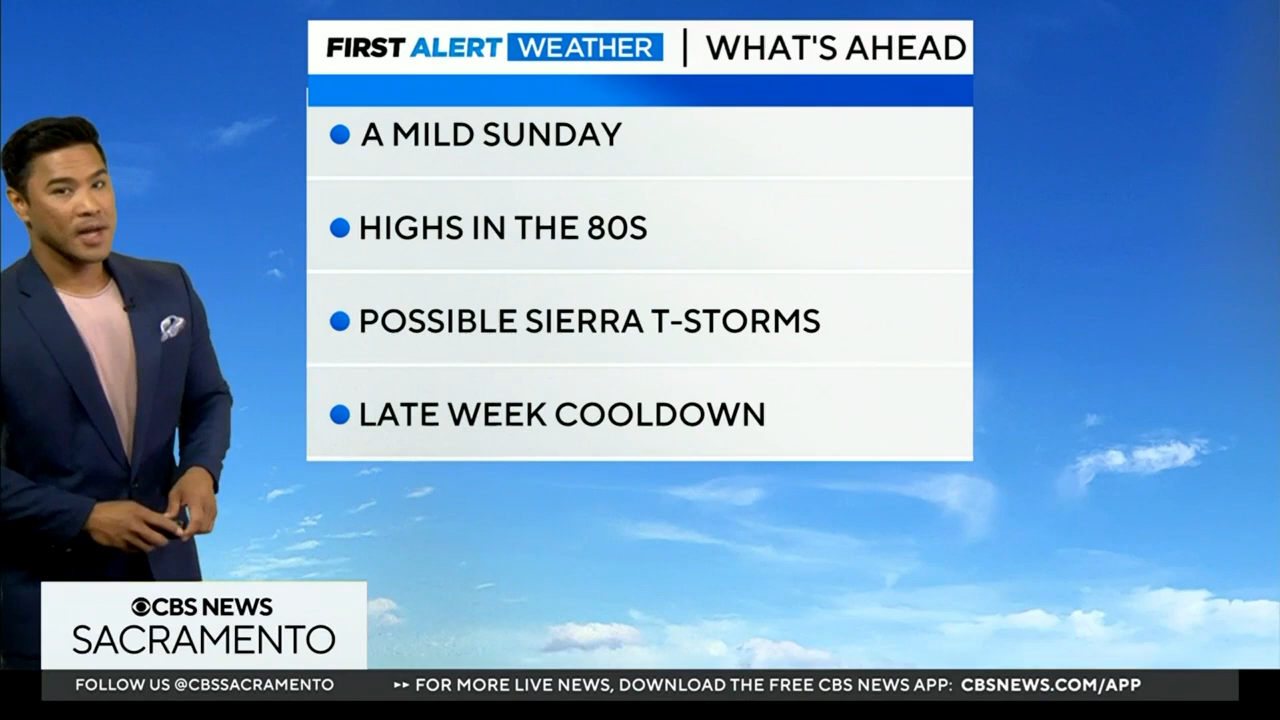 FIRST ALERT WEATHER | WHAT'S AHEAD
A MILD SUNDAY
HIGHS IN THE 80S
POSSIBLE SIERRA T-STORMS
LATE WEEK COOLDOWN
CBS NEWS
SACRAMENTO
FOLLOW US @CBSSACRAMENTO FOR MORE LIVE NEWS, DOWNLOAD THE FREE CBS NEWS APP: CBSNEWS.COM/APP